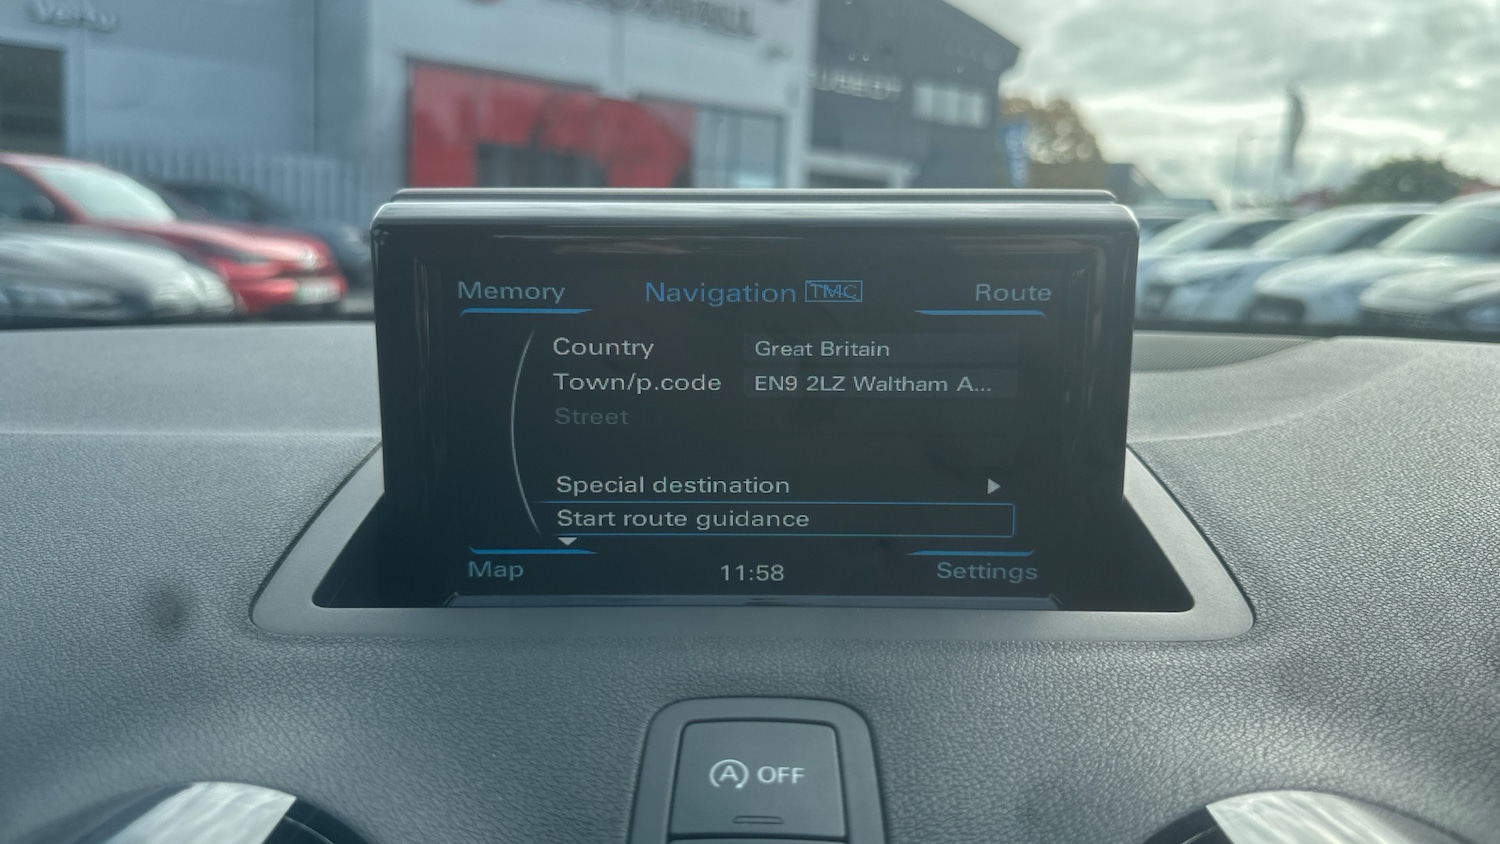 Memory Navigation TMC Route
Country Great Britain
Town/p.code EN9 2LZ Waltham A...
Street
Special destination
Start route guidance
Map 11:58 Settings
A OFF